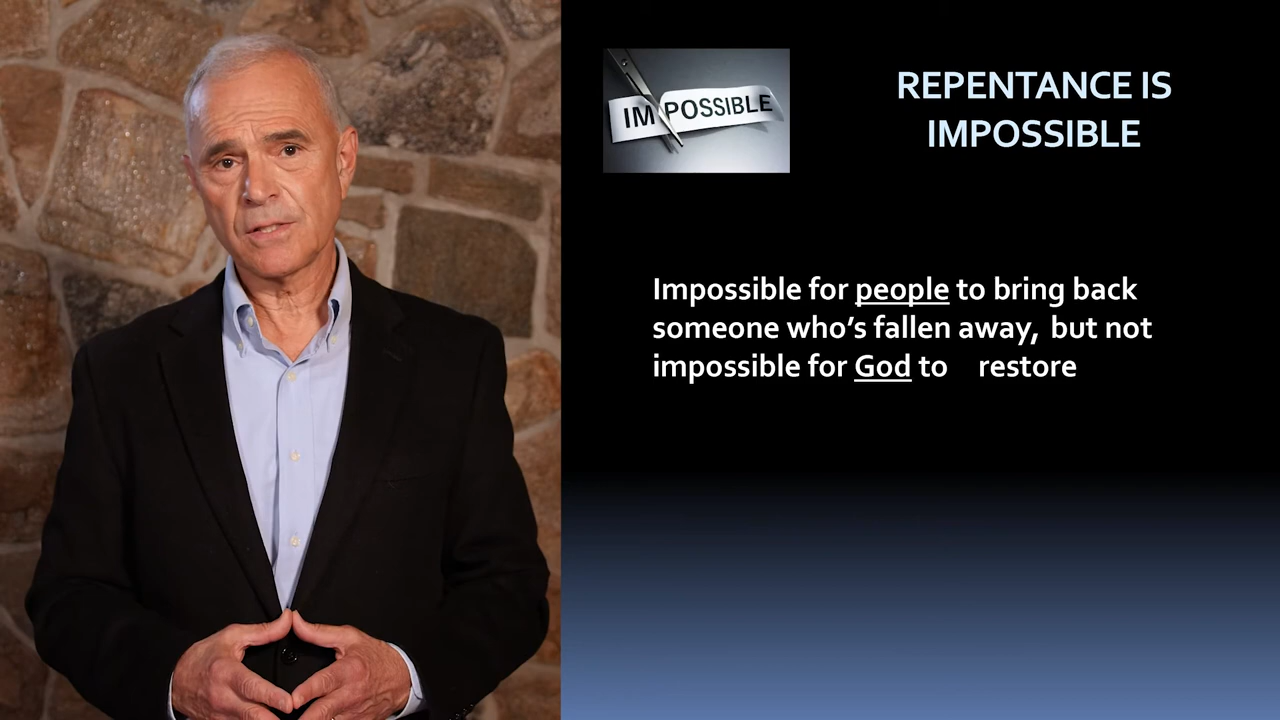 IMPOSSIBLE
REPENTANCE IS
IMPOSSIBLE
Impossible for people to bring back
someone who's fallen away, but not
impossible for God to restore